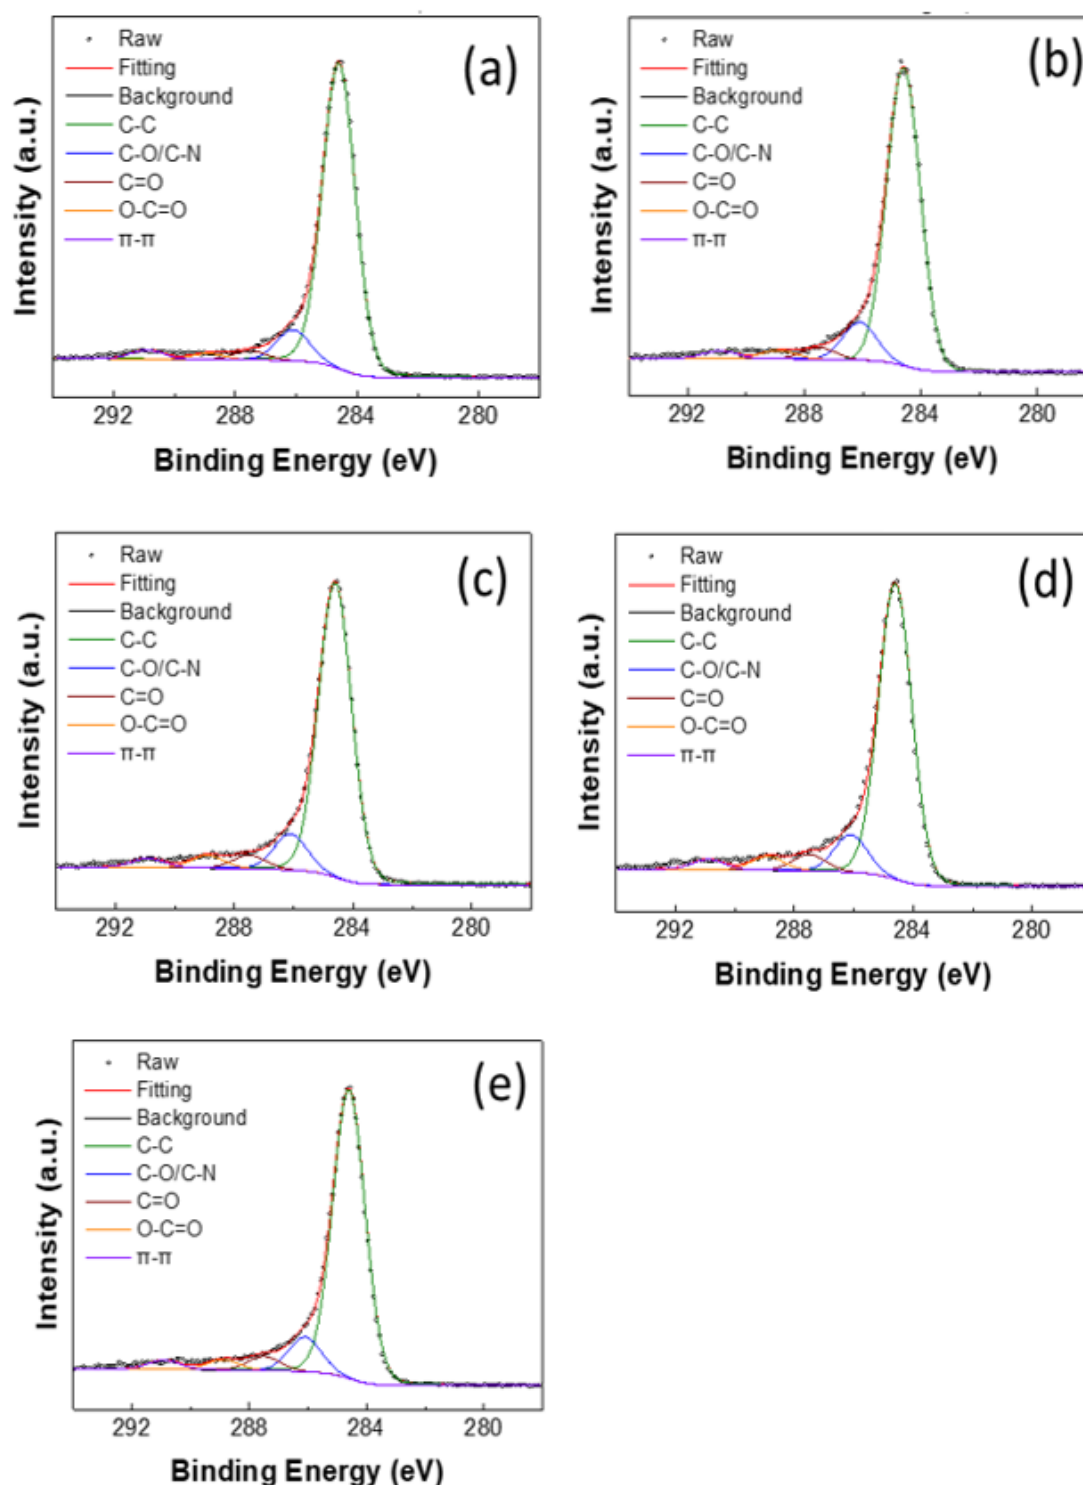 Raw
Fitting
Background
C-C
C-O/C-N
C=O
O-C=O
π-π
(a)
Intensity (a.u.)
292 288 284 280
Binding Energy (eV)
Raw
Fitting
Background
C-C
C-O/C-N
C=O
O-C=O
π-π
(b)
Intensity (a.u.)
292 288 284 280
Binding Energy (eV)
Raw
Fitting
Background
C-C
C-O/C-N
C=O
O-C=O
π-π
(c)
Intensity (a.u.)
292 288 284 280
Binding Energy (eV)
Raw
Fitting
Background
C-C
C-O/C-N
C=O
O-C=O
π-π
(d)
Intensity (a.u.)
292 288 284 280
Binding Energy (eV)
Raw
Fitting
Background
C-C
C-O/C-N
C=O
O-C=O
π-π
(e)
Intensity (a.u.)
292 288 284 280
Binding Energy (eV)